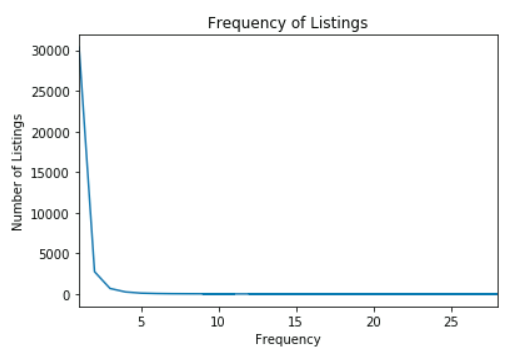 Frequency of Listings
Number of Listings
30000
25000
20000
15000
10000
5000
0
5 10 15 20 25
Frequency